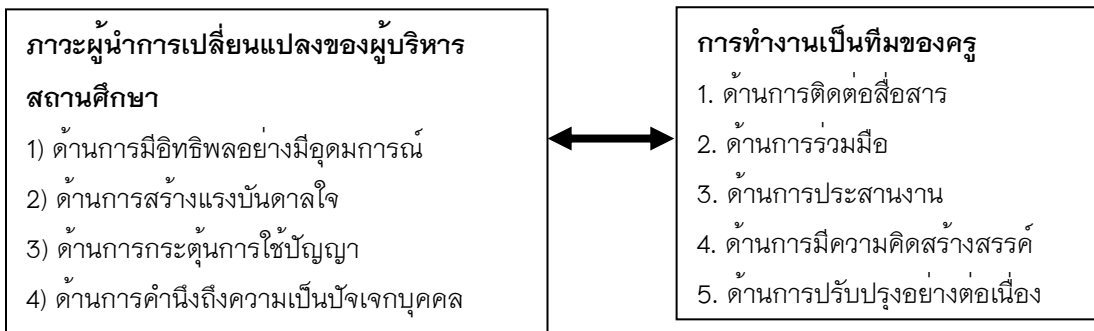 ภาวะผู้นำการเปลี่ยนแปลงของผู้บริหาร
สถานศึกษา
1) ด้านการมีอิทธิพลอย่างมีอุดมการณ์
2) ด้านการสร้างแรงบันดาลใจ
3) ด้านการกระตุ้นการใช้ปัญญา
4) ด้านการคำนึงถึงความเป็นปัจเจกบุคคล
การทำงานเป็นทีมของครู
1. ด้านการติดต่อสื่อสาร
2. ด้านการร่วมมือ
3. ด้านการประสานงาน
4. ด้านการมีความคิดสร้างสรรค์
5. ด้านการปรับปรุงอย่างต่อเนื่อง